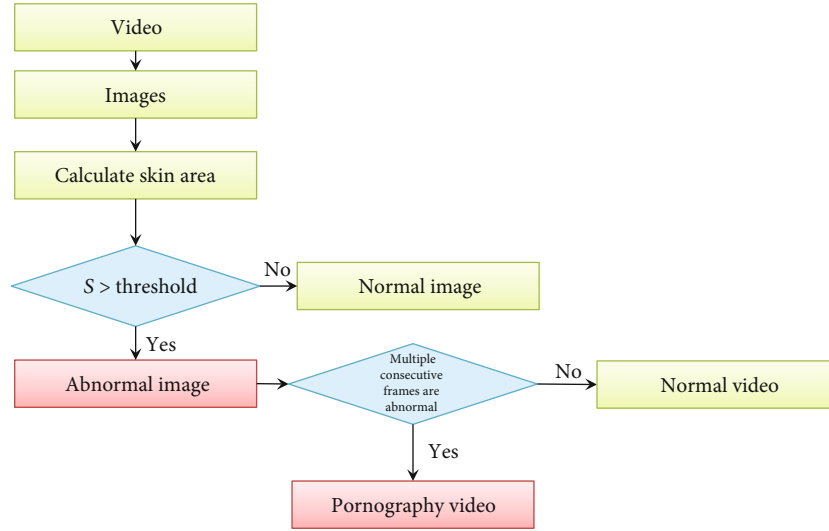 Video
Images
Calculate skin area
S > threshold
No
Normal image
Yes
Abnormal image
Multiple
consecutive
frames are
abnormal
No
Normal video
Yes
Pornography video